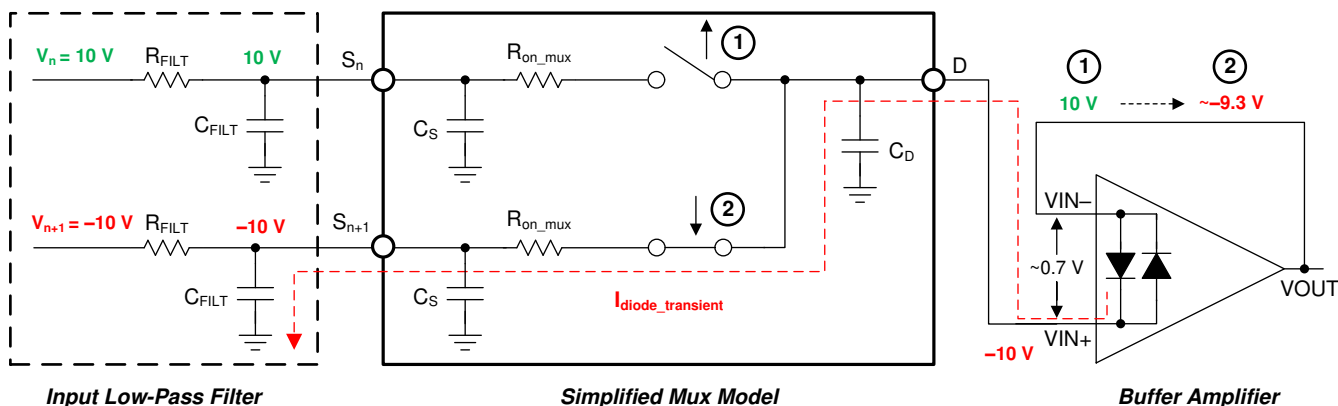 Vn = 10 V
RFILT
10 V
Sn
Ron_mux
1
D
1
2
10 V
~–9.3 V
CFILT
CS
CD
Vn+1 = –10 V
RFILT
–10 V
Sn+1
Ron_mux
2
VIN–
~0.7 V
VOUT
CFILT
CS
Idiode_transient
VIN+
–10 V
Input Low-Pass Filter
Simplified Mux Model
Buffer Amplifier